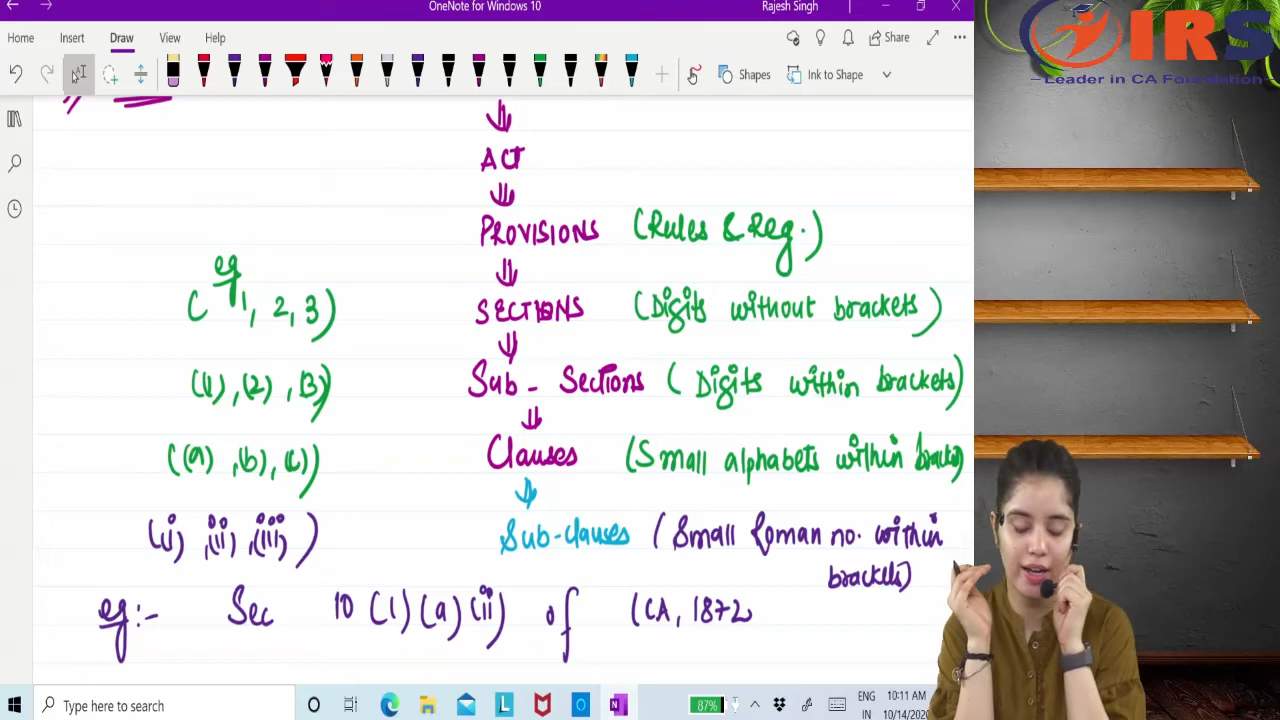 OneNote for Windows 10
Rajesh Singh
Home Insert Draw View Help
Share
Shapes
Ink to Shape
IRS
Leader in CA Foundation
ACT
PROVISIONS (Rules & Reg.)
eg
( 1, 2, 3) SECTIONS (Digits without brackets)
(1), (2), (3) Sub - Sections (Digits within brackets)
((a), (b), (c)) Clauses (Small alphabets within brackets)
(i), (ii), (iii) Sub-clauses (Small Roman no. within
brackets)
eg:- Sec 10 (1) (a) (ii) of ICA, 1872
Type here to search
87%
ENG
IN
10:11 AM
10/14/2020